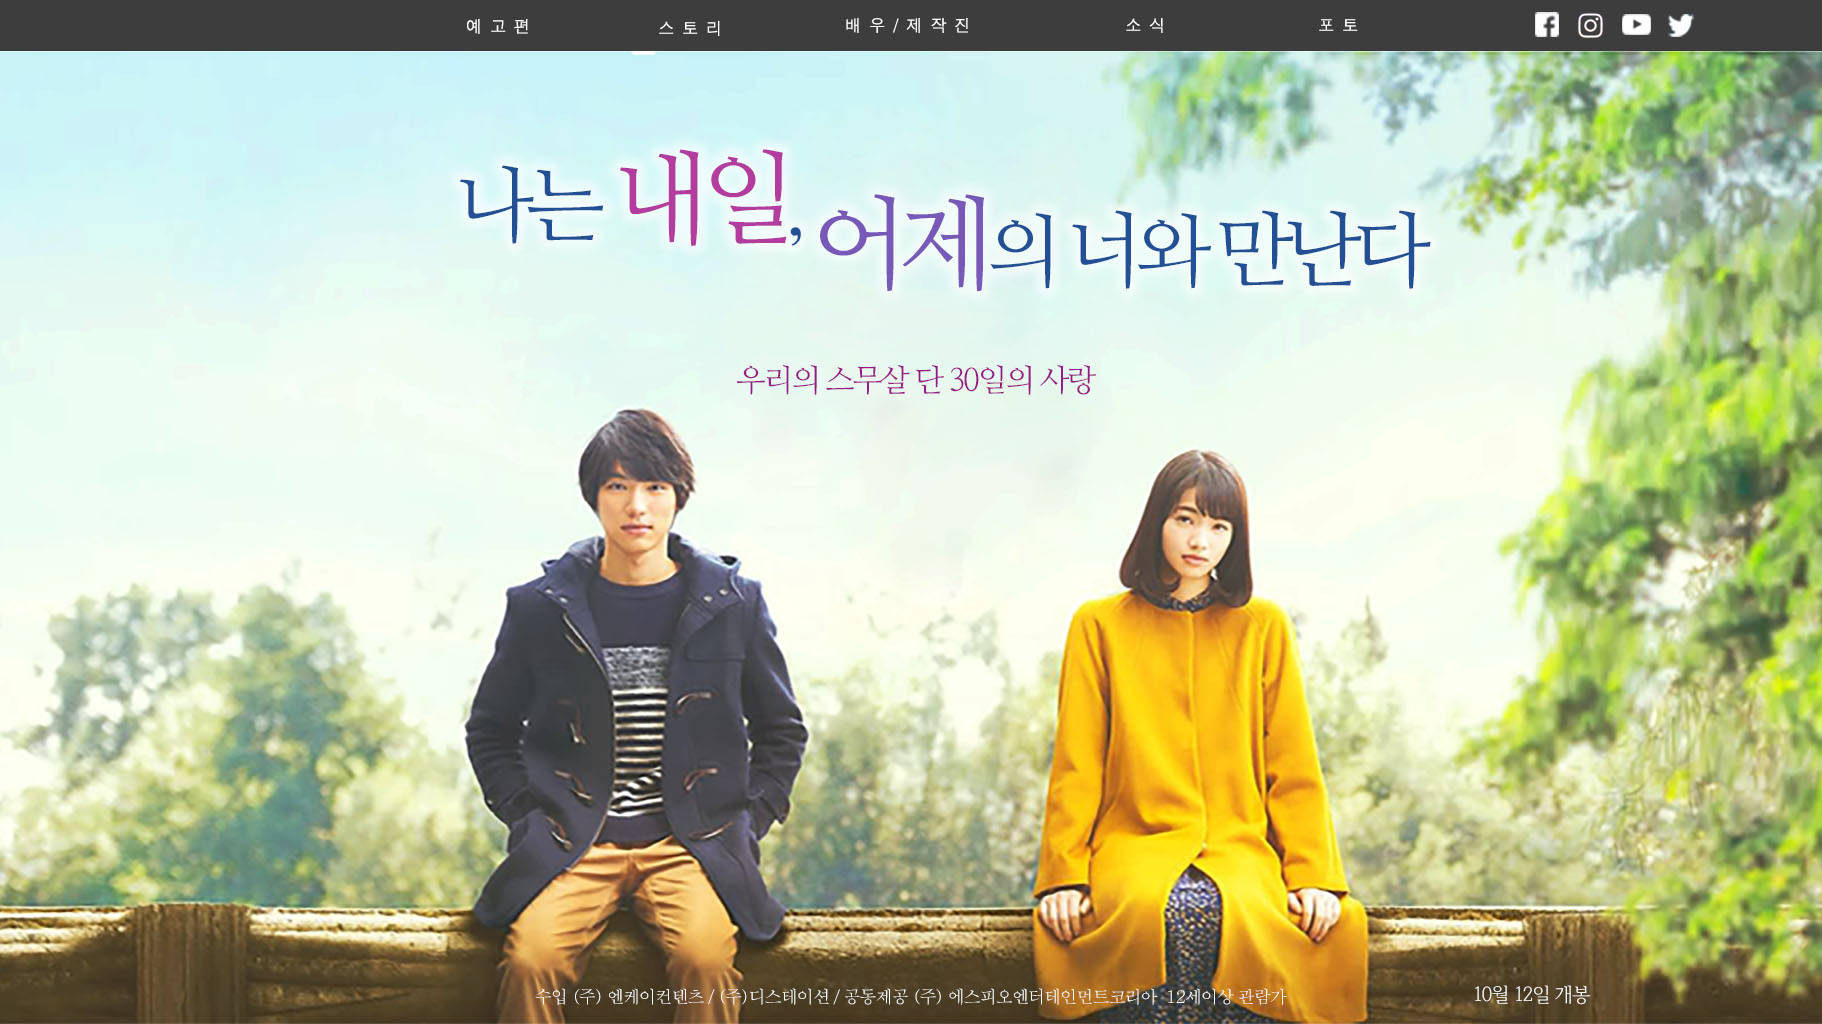 예고편
스토리
배우/제작진
소식
포토
나는 내일, 어제의 너와 만난다
우리의 스무살 단 30일의 사랑
수입 (주) 엔케이컨텐츠 / (주)디스테이션 / 공동제공 (주) 에스피오엔터테인먼트코리아 12세이상 관람가
10월 12일 개봉